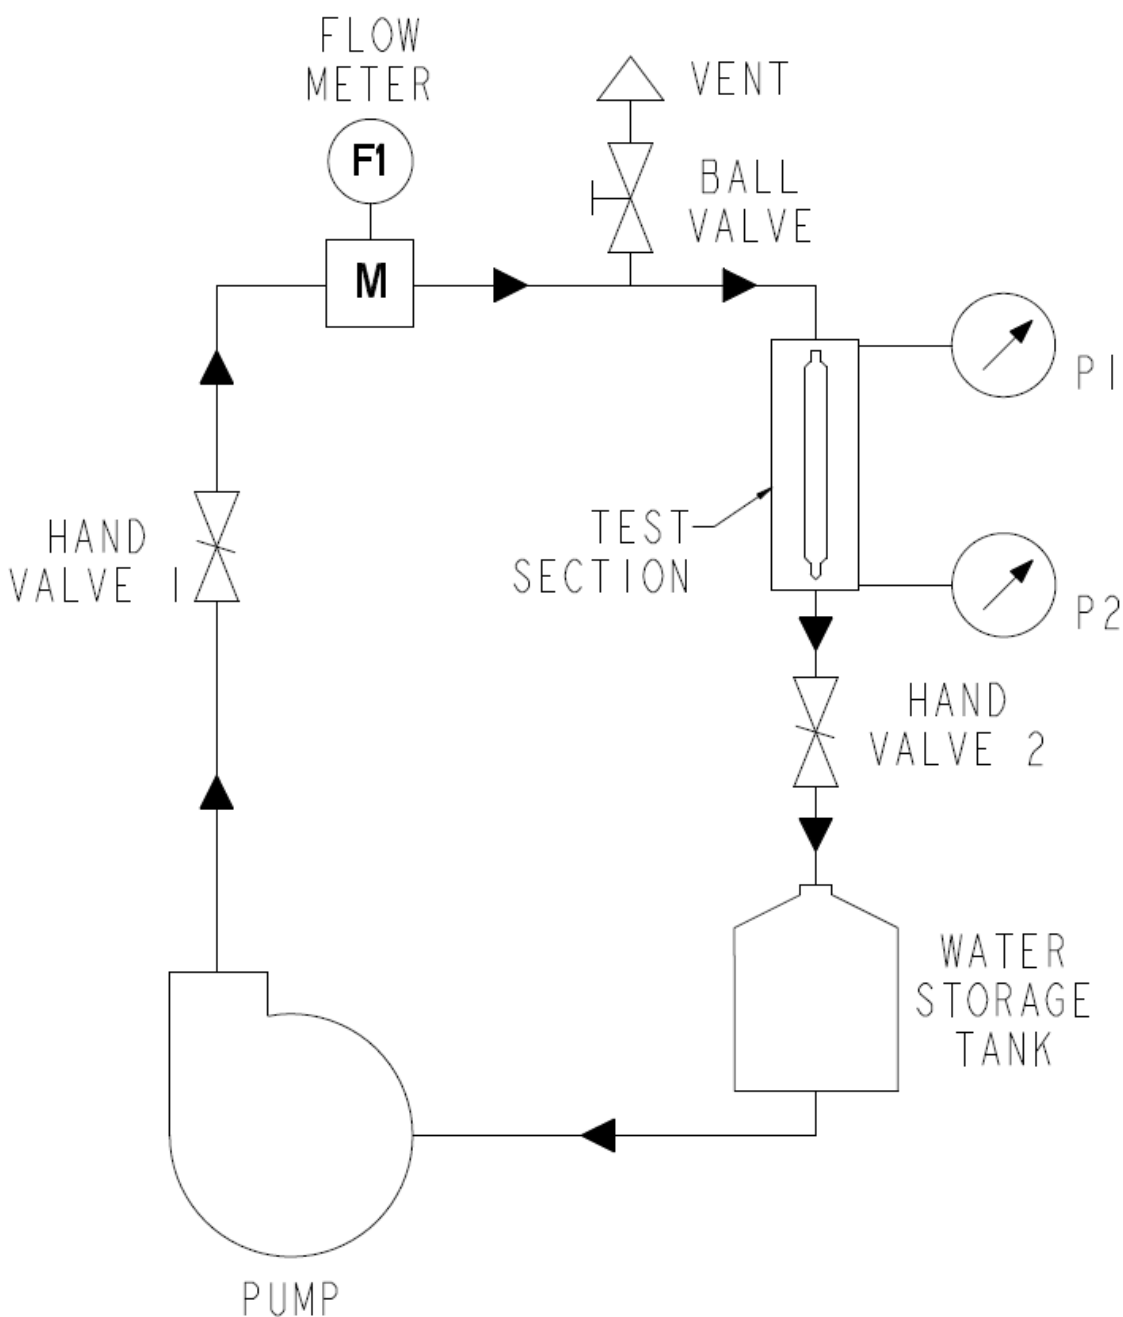 FLOW
METER
F1
M
VENT
BALL
VALVE
P1
HAND
VALVE 1
TEST
SECTION
P2
HAND
VALVE 2
WATER
STORAGE
TANK
PUMP